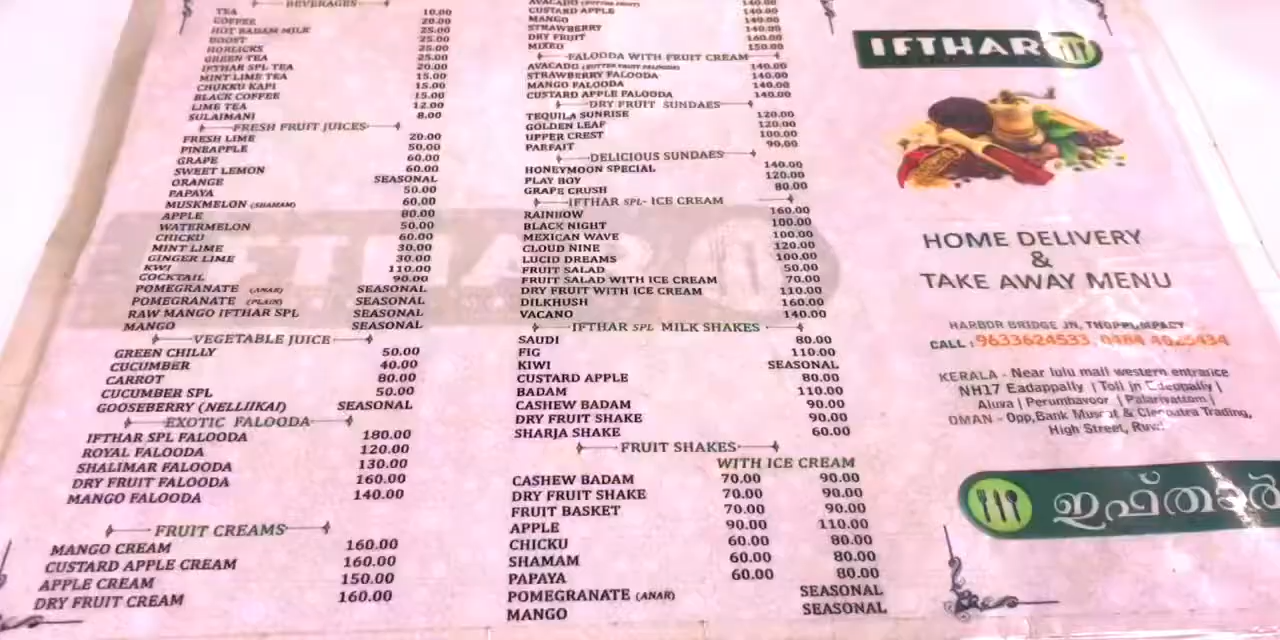 BEVERAGES
TEA 10.00
COFFEE 20.00
HOT BADAM MILK 25.00
BOOST 25.00
HORLICKS 25.00
GREEN TEA 25.00
IFTHAR SPL TEA 20.00
MINT LIME TEA 15.00
CHUKKU KAPI 15.00
BLACK COFFEE 15.00
LIME TEA 12.00
SULAIMANI 8.00
FRESH FRUIT JUICES
FRESH LIME 20.00
PINEAPPLE 50.00
GRAPE 60.00
SWEET LEMON 60.00
ORANGE SEASONAL
PAPAYA 50.00
MUSKMELON (SHAMAM) 60.00
APPLE 80.00
WATERMELON 50.00
CHICKU 60.00
MINT LIME 30.00
GINGER LIME 30.00
KWI 110.00
COCKTAIL 90.00
POMEGRANATE (ANAR) SEASONAL
POMEGRANATE (PLAIN) SEASONAL
RAW MANGO IFTHAR SPL SEASONAL
MANGO SEASONAL
VEGETABLE JUICE
GREEN CHILLY 50.00
CUCUMBER 40.00
CARROT 80.00
CUCUMBER SPL 50.00
GOOSEBERRY (NELLIIKAI) SEASONAL
EXOTIC FALOODA
IFTHAR SPL FALOODA 180.00
ROYAL FALOODA 120.00
SHALIMAR FALOODA 130.00
DRY FRUIT FALOODA 160.00
MANGO FALOODA 140.00
FRUIT CREAMS
MANGO CREAM 160.00
CUSTARD APPLE CREAM 160.00
APPLE CREAM 150.00
DRY FRUIT CREAM 160.00
AVACADO (BUTTER FRUIT) 140.00
CUSTARD APPLE 140.00
MANGO 140.00
STRAWBERRY 140.00
DRY FRUIT 160.00
MIXED 150.00
FALOODA WITH FRUIT CREAM
AVACADO (BUTTER FRUIT FALOODA) 140.00
STRAWBERRY FALOODA 140.00
MANGO FALOODA 140.00
CUSTARD APPLE FALOODA 140.00
DRY FRUIT SUNDAES
TEQUILA SUNRISE 120.00
GOLDEN LEAF 120.00
UPPER CREST 100.00
PARFAIT 90.00
DELICIOUS SUNDAES
HONEYMOON SPECIAL 140.00
PLAY BOY 120.00
GRAPE CRUSH 80.00
IFTHAR SPL- ICE CREAM
RAINBOW 160.00
BLACK NIGHT 100.00
MEXICAN WAVE 100.00
CLOUD NINE 120.00
LUCID DREAMS 100.00
FRUIT SALAD 50.00
FRUIT SALAD WITH ICE CREAM 70.00
DRY FRUIT WITH ICE CREAM 110.00
DILKHUSH 160.00
VACANO 140.00
IFTHAR SPL MILK SHAKES
SAUDI 80.00
FIG 110.00
KIWI SEASONAL
CUSTARD APPLE 80.00
BADAM 110.00
CASHEW BADAM 90.00
DRY FRUIT SHAKE 90.00
SHARJA SHAKE 60.00
FRUIT SHAKES
WITH ICE CREAM
CASHEW BADAM 70.00 90.00
DRY FRUIT SHAKE 70.00 90.00
FRUIT BASKET 70.00 90.00
APPLE 90.00 110.00
CHICKU 60.00 80.00
SHAMAM 60.00 80.00
PAPAYA 60.00 80.00
POMEGRANATE (ANAR) SEASONAL
MANGO SEASONAL
IFTHAR
HOME DELIVERY
&
TAKE AWAY MENU
HARBOR BRIDGE JN, THOPPUMPADY
CALL : 9633624533, 0484 4025434
KERALA - Near lulu mall western entrance
NH17 Eadappally | Toll jn Edappally |
Aluva | Perumbavoor | Palarivattom |
OMAN - Opp,Bank Muscat & Cleopatra Trading,
High Street, Ruwi
ഇഫ്താർ